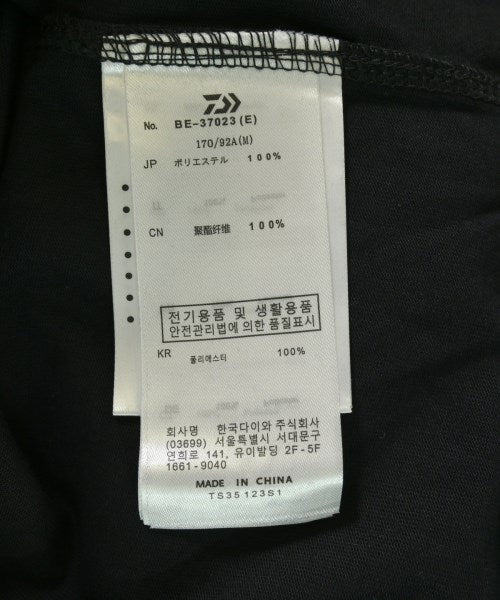 No. BE-37023 (E)
170/92A(M)
JP ポリエステル 100%
CN 聚酯纤维 100%
전기용품 및 생활용품
안전관리법에 의한 품질표시
KR 폴리에스터 100%
회사명 한국다이와 주식회사
(03699) 서울특별시 서대문구
연희로 141, 유이빌딩 2F-5F
1661-9040
MADE IN CHINA
TS35123S1